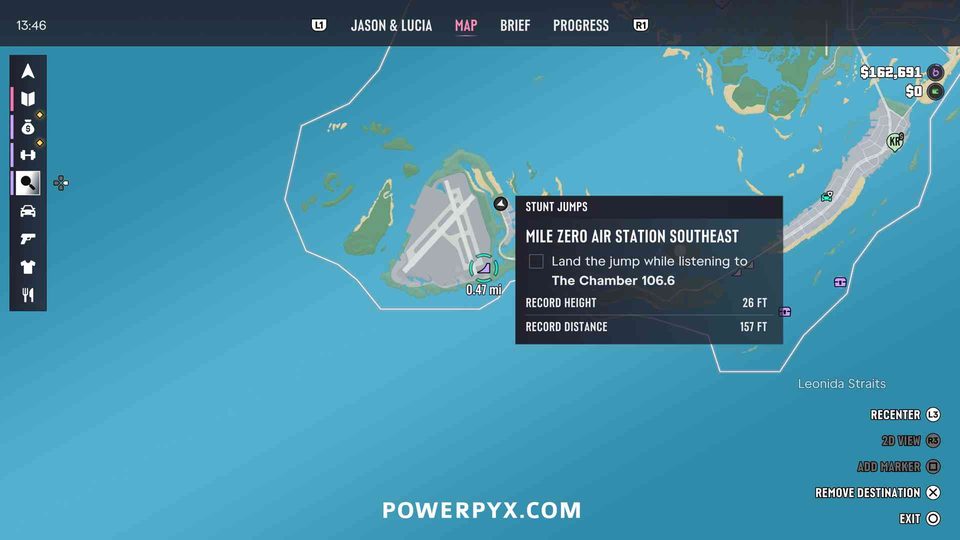 13:46
L1 JASON & LUCIA MAP BRIEF PROGRESS R1
$162,691
$0
KR
STUNT JUMPS
MILE ZERO AIR STATION SOUTHEAST
Land the jump while listening to
The Chamber 106.6
RECORD HEIGHT 26 FT
RECORD DISTANCE 157 FT
0.47 mi
Leonida Straits
RECENTER L3
2D VIEW R3
ADD MARKER
REMOVE DESTINATION
EXIT
POWERPYX.COM